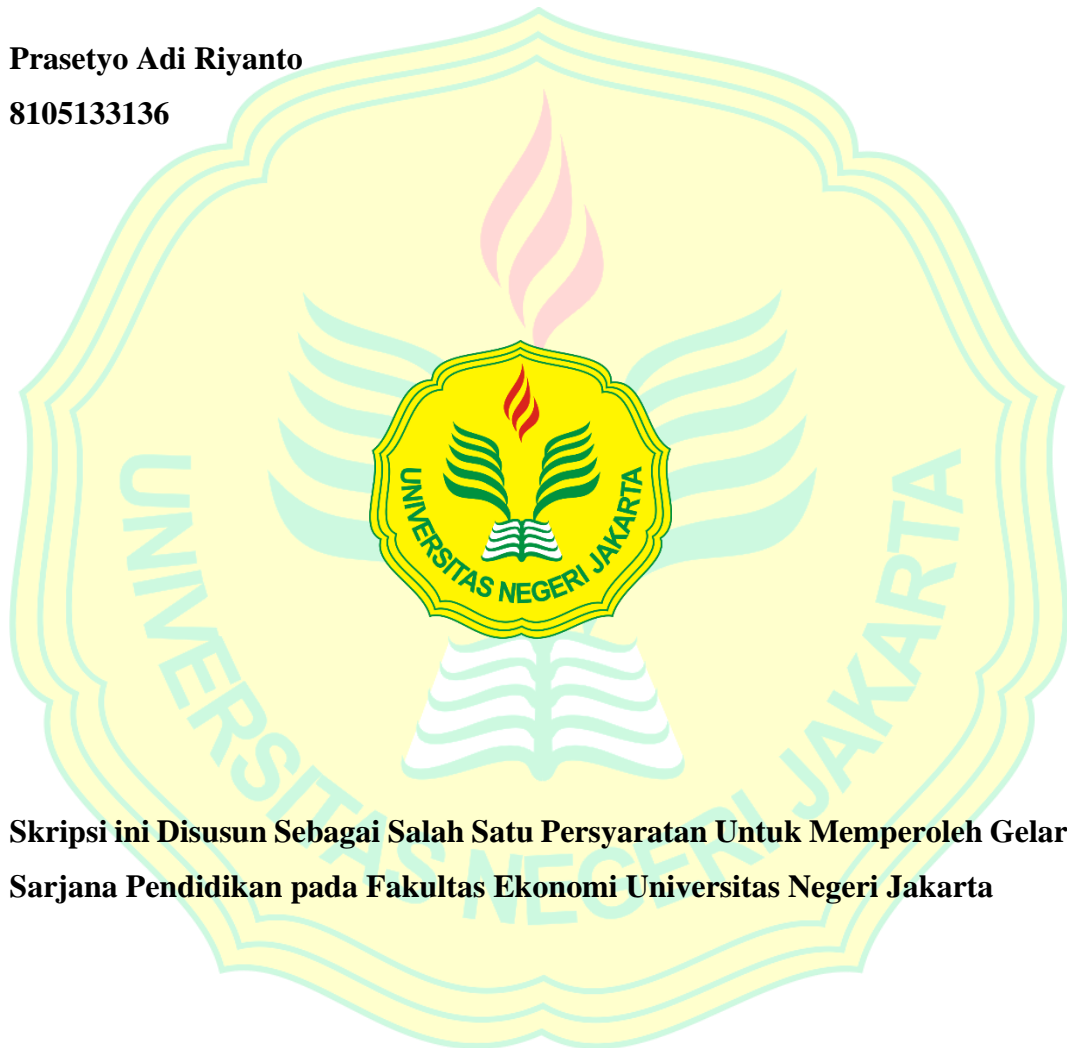 Prasetyo Adi Riyanto
8105133136
UNIVERSITAS NEGERI JAKARTA
UNIVERSITAS NEGERI JAKARTA
Skripsi ini Disusun Sebagai Salah Satu Persyaratan Untuk Memperoleh Gelar
Sarjana Pendidikan pada Fakultas Ekonomi Universitas Negeri Jakarta